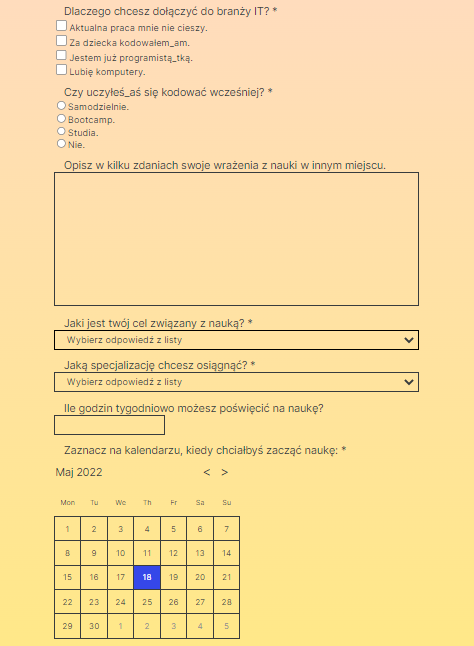 Dlaczego chcesz dołączyć do branży IT? *
Aktualna praca mnie nie cieszy.
Za dziecka kodowałem_am.
Jestem już programistą_tką.
Lubię komputery.
Czy uczyłeś_aś się kodować wcześniej? *
Samodzielnie.
Bootcamp.
Studia.
Nie.
Opisz w kilku zdaniach swoje wrażenia z nauki w innym miejscu.
Jaki jest twój cel związany z nauką? *
Wybierz odpowiedź z listy
Jaką specjalizację chcesz osiągnąć? *
Wybierz odpowiedź z listy
Ile godzin tygodniowo możesz poświęcić na naukę?
Zaznacz na kalendarzu, kiedy chciałbyś zacząć naukę: *
Maj 2022 < >
Mon Tu We Th Fr Sa Su
1 2 3 4 5 6 7
8 9 10 11 12 13 14
15 16 17 18 19 20 21
22 23 24 25 26 27 28
29 30 1 2 3 4 5